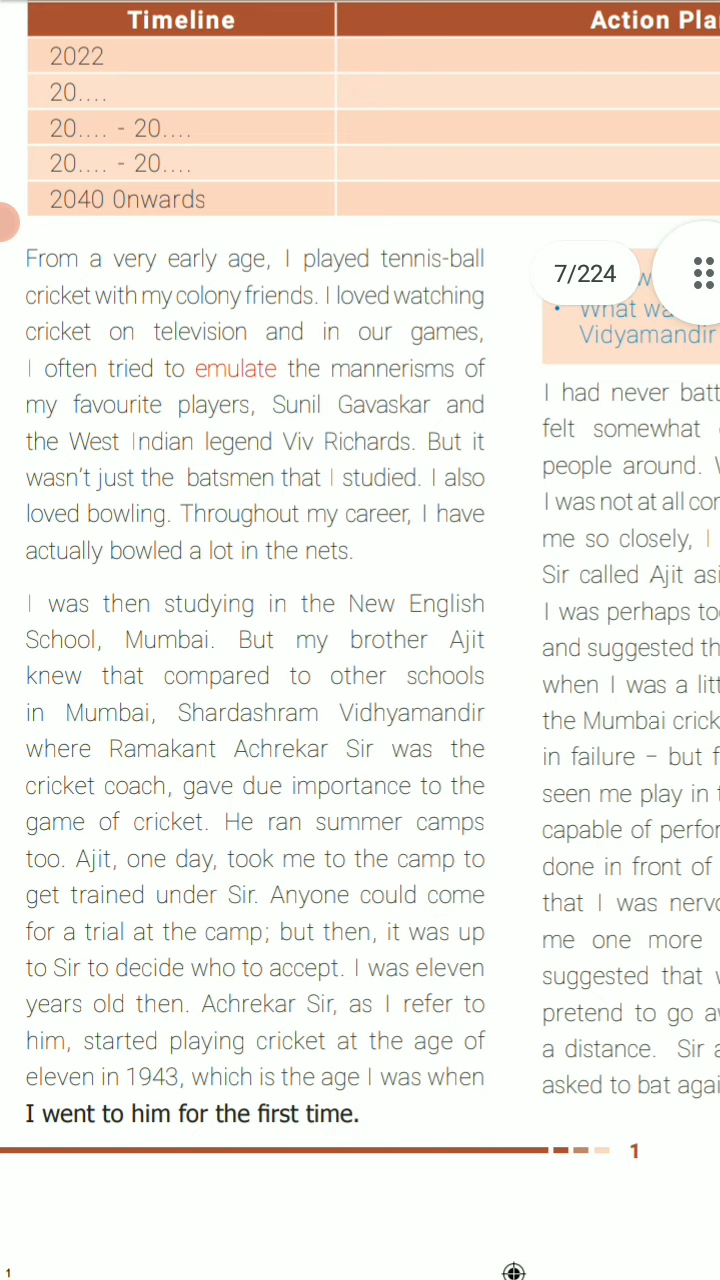 Timeline
Action Pla
2022
20....
20.... - 20....
20.... - 20....
2040 Onwards
From a very early age, I played tennis-ball
cricket with my colony friends. I loved watching
cricket on television and in our games,
I often tried to emulate the mannerisms of
my favourite players, Sunil Gavaskar and
the West Indian legend Viv Richards. But it
wasn't just the batsmen that I studied. I also
loved bowling. Throughout my career, I have
actually bowled a lot in the nets.
I was then studying in the New English
School, Mumbai. But my brother Ajit
knew that compared to other schools
in Mumbai, Shardashram Vidhyamandir
where Ramakant Achrekar Sir was the
cricket coach, gave due importance to the
game of cricket. He ran summer camps
too. Ajit, one day, took me to the camp to
get trained under Sir. Anyone could come
for a trial at the camp; but then, it was up
to Sir to decide who to accept. I was eleven
years old then. Achrekar Sir, as I refer to
him, started playing cricket at the age of
eleven in 1943, which is the age I was when
I went to him for the first time.
7/224
• What wa
Vidyamandir
I had never batt
felt somewhat
people around.
I was not at all cor
me so closely, I
Sir called Ajit asi
I was perhaps too
and suggested th
when I was a litt
the Mumbai crick
in failure – but f
seen me play in
capable of perfor
done in front of
that I was nervo
me one more
suggested that
pretend to go a
a distance. Sir a
asked to bat agai
1
1